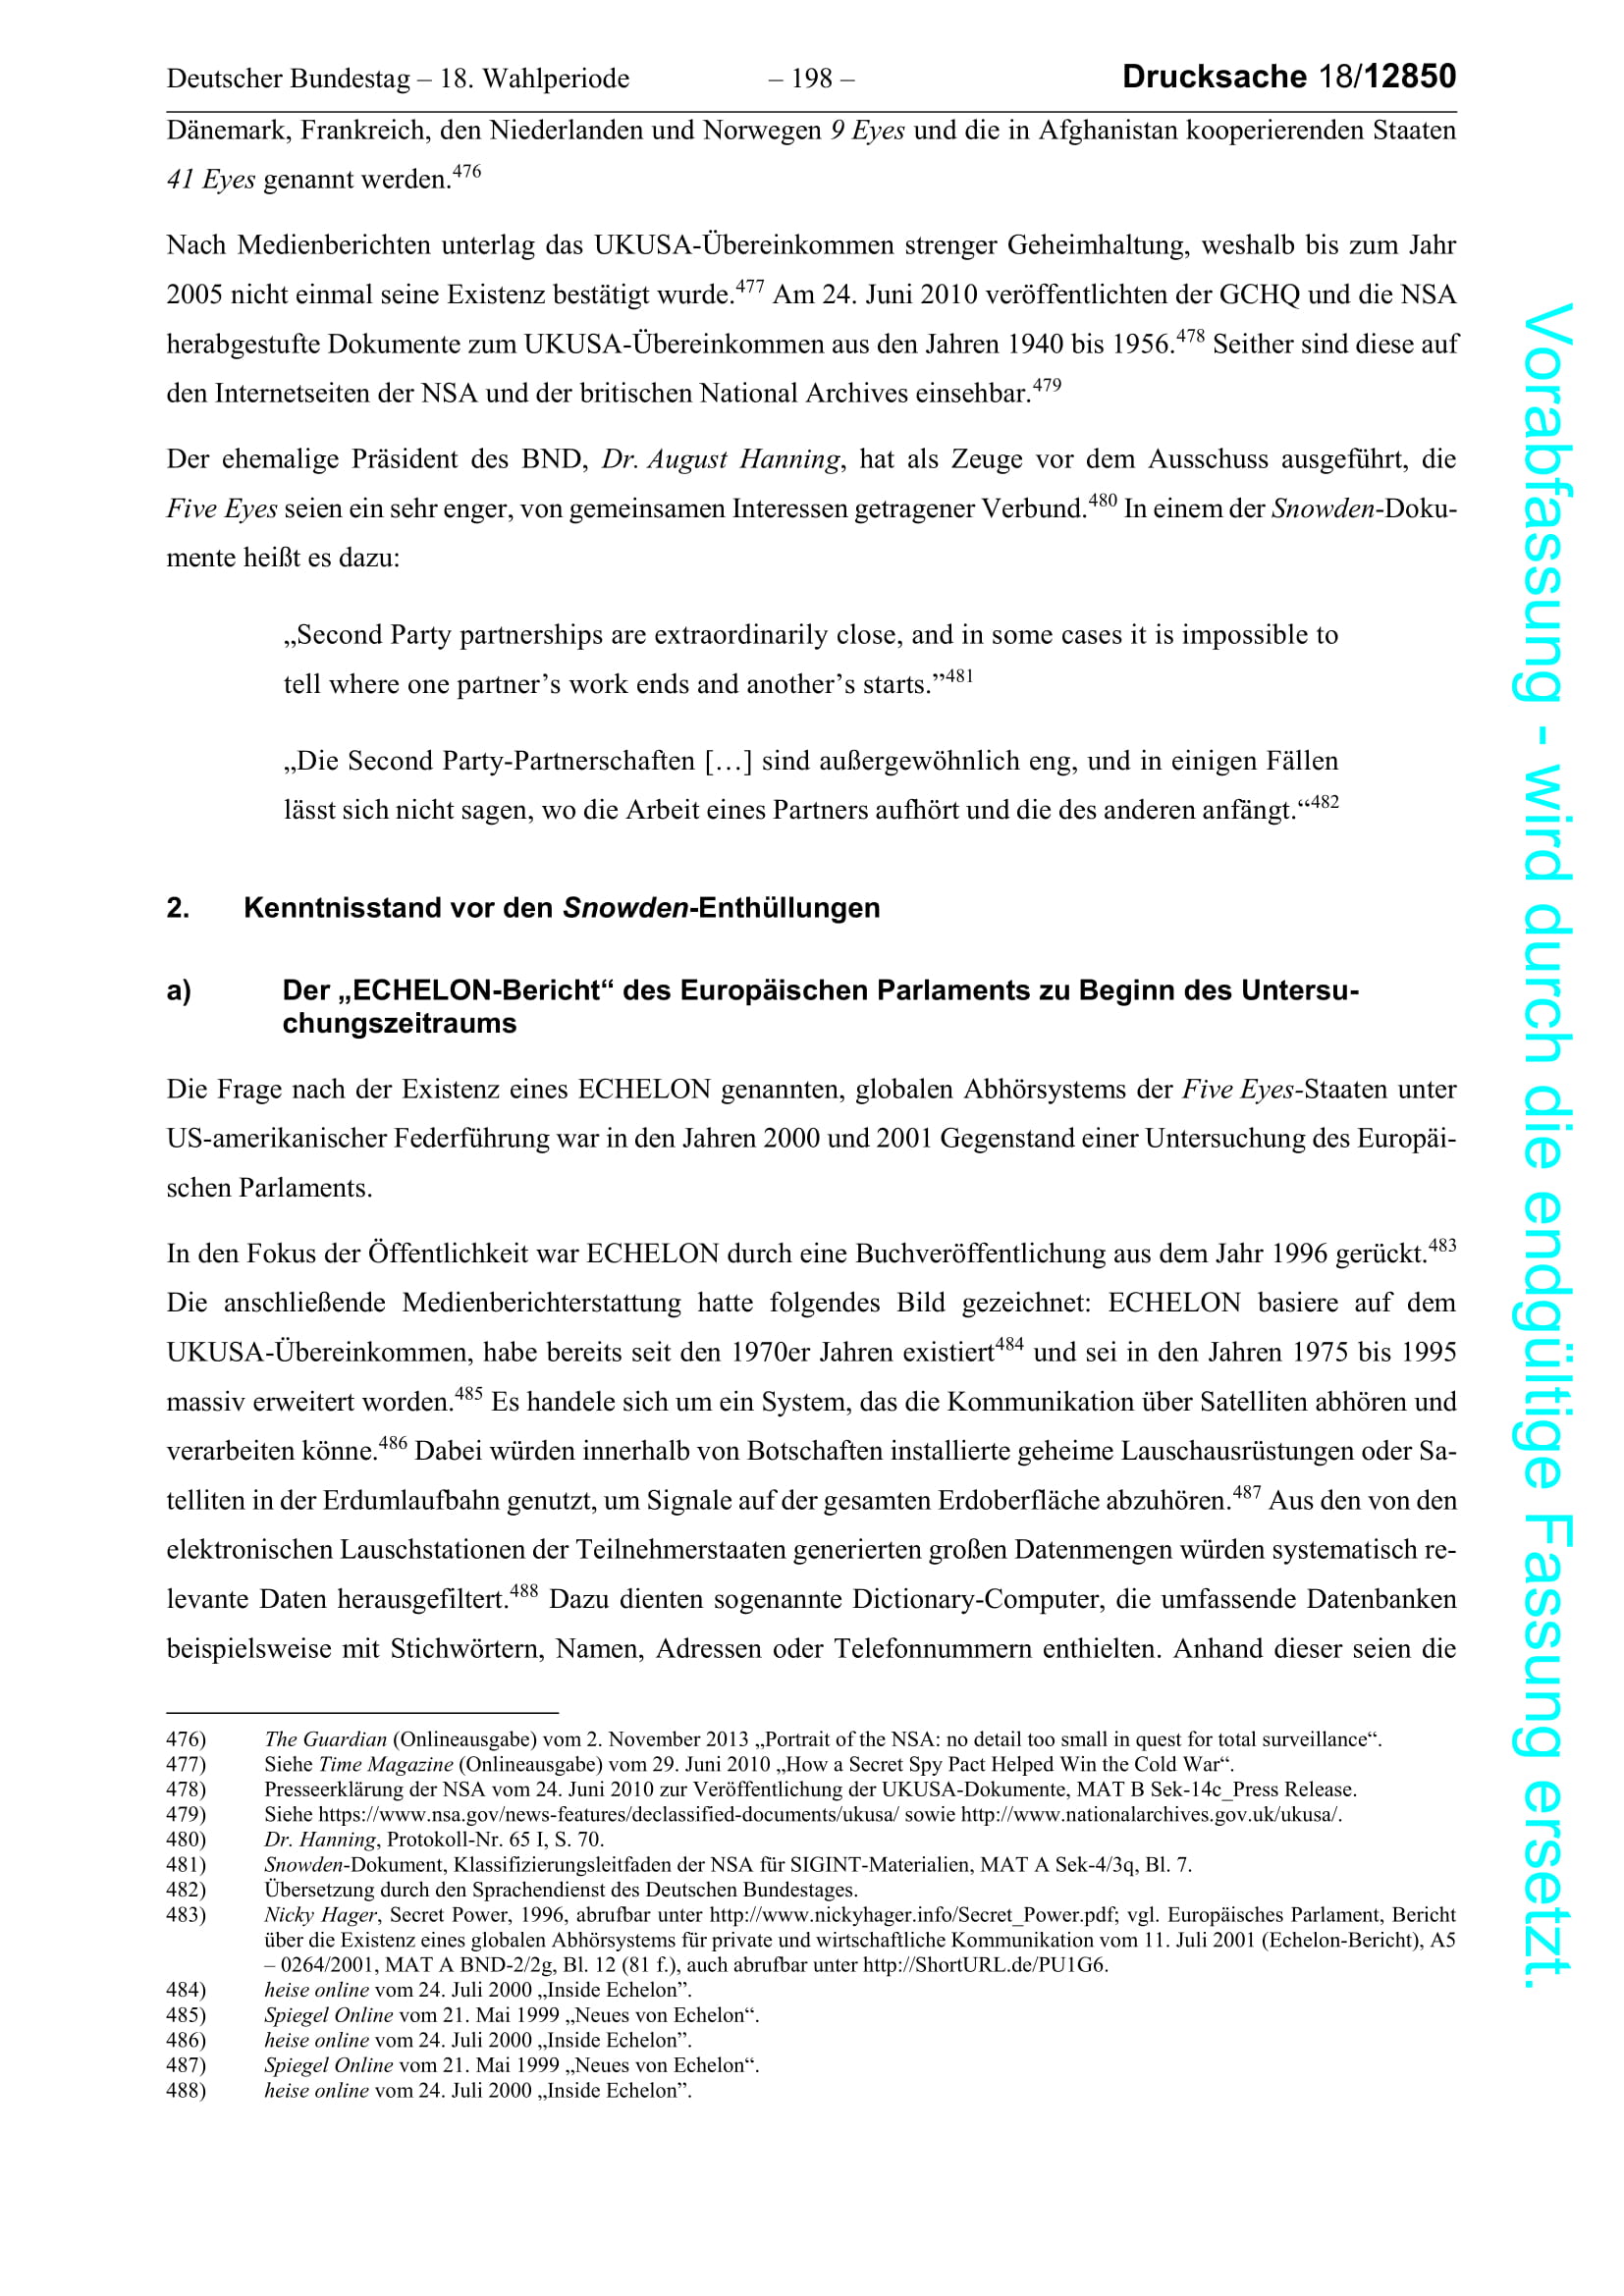 Deutscher Bundestag – 18. Wahlperiode – 198 – Drucksache 18/12850
Dänemark, Frankreich, den Niederlanden und Norwegen 9 Eyes und die in Afghanistan kooperierenden Staaten
41 Eyes genannt werden.476
Nach Medienberichten unterlag das UKUSA-Übereinkommen strenger Geheimhaltung, weshalb bis zum Jahr
2005 nicht einmal seine Existenz bestätigt wurde.477 Am 24. Juni 2010 veröffentlichten der GCHQ und die NSA
herabgestufte Dokumente zum UKUSA-Übereinkommen aus den Jahren 1940 bis 1956.478 Seither sind diese auf
den Internetseiten der NSA und der britischen National Archives einsehbar.479
Der ehemalige Präsident des BND, Dr. August Hanning, hat als Zeuge vor dem Ausschuss ausgeführt, die
Five Eyes seien ein sehr enger, von gemeinsamen Interessen getragener Verbund.480 In einem der Snowden-Doku-
mente heißt es dazu:
„Second Party partnerships are extraordinarily close, and in some cases it is impossible to
tell where one partner’s work ends and another’s starts.”481
„Die Second Party-Partnerschaften […] sind außergewöhnlich eng, und in einigen Fällen
lässt sich nicht sagen, wo die Arbeit eines Partners aufhört und die des anderen anfängt.“482
2. Kenntnisstand vor den Snowden-Enthüllungen
a) Der „ECHELON-Bericht“ des Europäischen Parlaments zu Beginn des Untersu-
chungszeitraums
Die Frage nach der Existenz eines ECHELON genannten, globalen Abhörsystems der Five Eyes-Staaten unter
US-amerikanischer Federführung war in den Jahren 2000 und 2001 Gegenstand einer Untersuchung des Europäi-
schen Parlaments.
In den Fokus der Öffentlichkeit war ECHELON durch eine Buchveröffentlichung aus dem Jahr 1996 gerückt.483
Die anschließende Medienberichterstattung hatte folgendes Bild gezeichnet: ECHELON basiere auf dem
UKUSA-Übereinkommen, habe bereits seit den 1970er Jahren existiert484 und sei in den Jahren 1975 bis 1995
massiv erweitert worden.485 Es handele sich um ein System, das die Kommunikation über Satelliten abhören und
verarbeiten könne.486 Dabei würden innerhalb von Botschaften installierte geheime Lauschausrüstungen oder Sa-
telliten in der Erdumlaufbahn genutzt, um Signale auf der gesamten Erdoberfläche abzuhören.487 Aus den von den
elektronischen Lauschstationen der Teilnehmerstaaten generierten großen Datenmengen würden systematisch re-
levante Daten herausgefiltert.488 Dazu dienten sogenannte Dictionary-Computer, die umfassende Datenbanken
beispielsweise mit Stichwörtern, Namen, Adressen oder Telefonnummern enthielten. Anhand dieser seien die
476) The Guardian (Onlineausgabe) vom 2. November 2013 „Portrait of the NSA: no detail too small in quest for total surveillance“.
477) Siehe Time Magazine (Onlineausgabe) vom 29. Juni 2010 „How a Secret Spy Pact Helped Win the Cold War“.
478) Presseerklärung der NSA vom 24. Juni 2010 zur Veröffentlichung der UKUSA-Dokumente, MAT B Sek-14c_Press Release.
479) Siehe https://www.nsa.gov/news-features/declassified-documents/ukusa/ sowie http://www.nationalarchives.gov.uk/ukusa/.
480) Dr. Hanning, Protokoll-Nr. 65 I, S. 70.
481) Snowden-Dokument, Klassifizierungsleitfaden der NSA für SIGINT-Materialien, MAT A Sek-4/3q, Bl. 7.
482) Übersetzung durch den Sprachendienst des Deutschen Bundestages.
483) Nicky Hager, Secret Power, 1996, abrufbar unter http://www.nickyhager.info/Secret_Power.pdf; vgl. Europäisches Parlament, Bericht
über die Existenz eines globalen Abhörsystems für private und wirtschaftliche Kommunikation vom 11. Juli 2001 (Echelon-Bericht), A5
– 0264/2001, MAT A BND-2/2g, Bl. 12 (81 f.), auch abrufbar unter http://ShortURL.de/PU1G6.
484) heise online vom 24. Juli 2000 „Inside Echelon”.
485) Spiegel Online vom 21. Mai 1999 „Neues von Echelon“.
486) heise online vom 24. Juli 2000 „Inside Echelon”.
487) Spiegel Online vom 21. Mai 1999 „Neues von Echelon“.
488) heise online vom 24. Juli 2000 „Inside Echelon”.
Vorabfassung - wird durch die endgültige Fassung ersetzt.